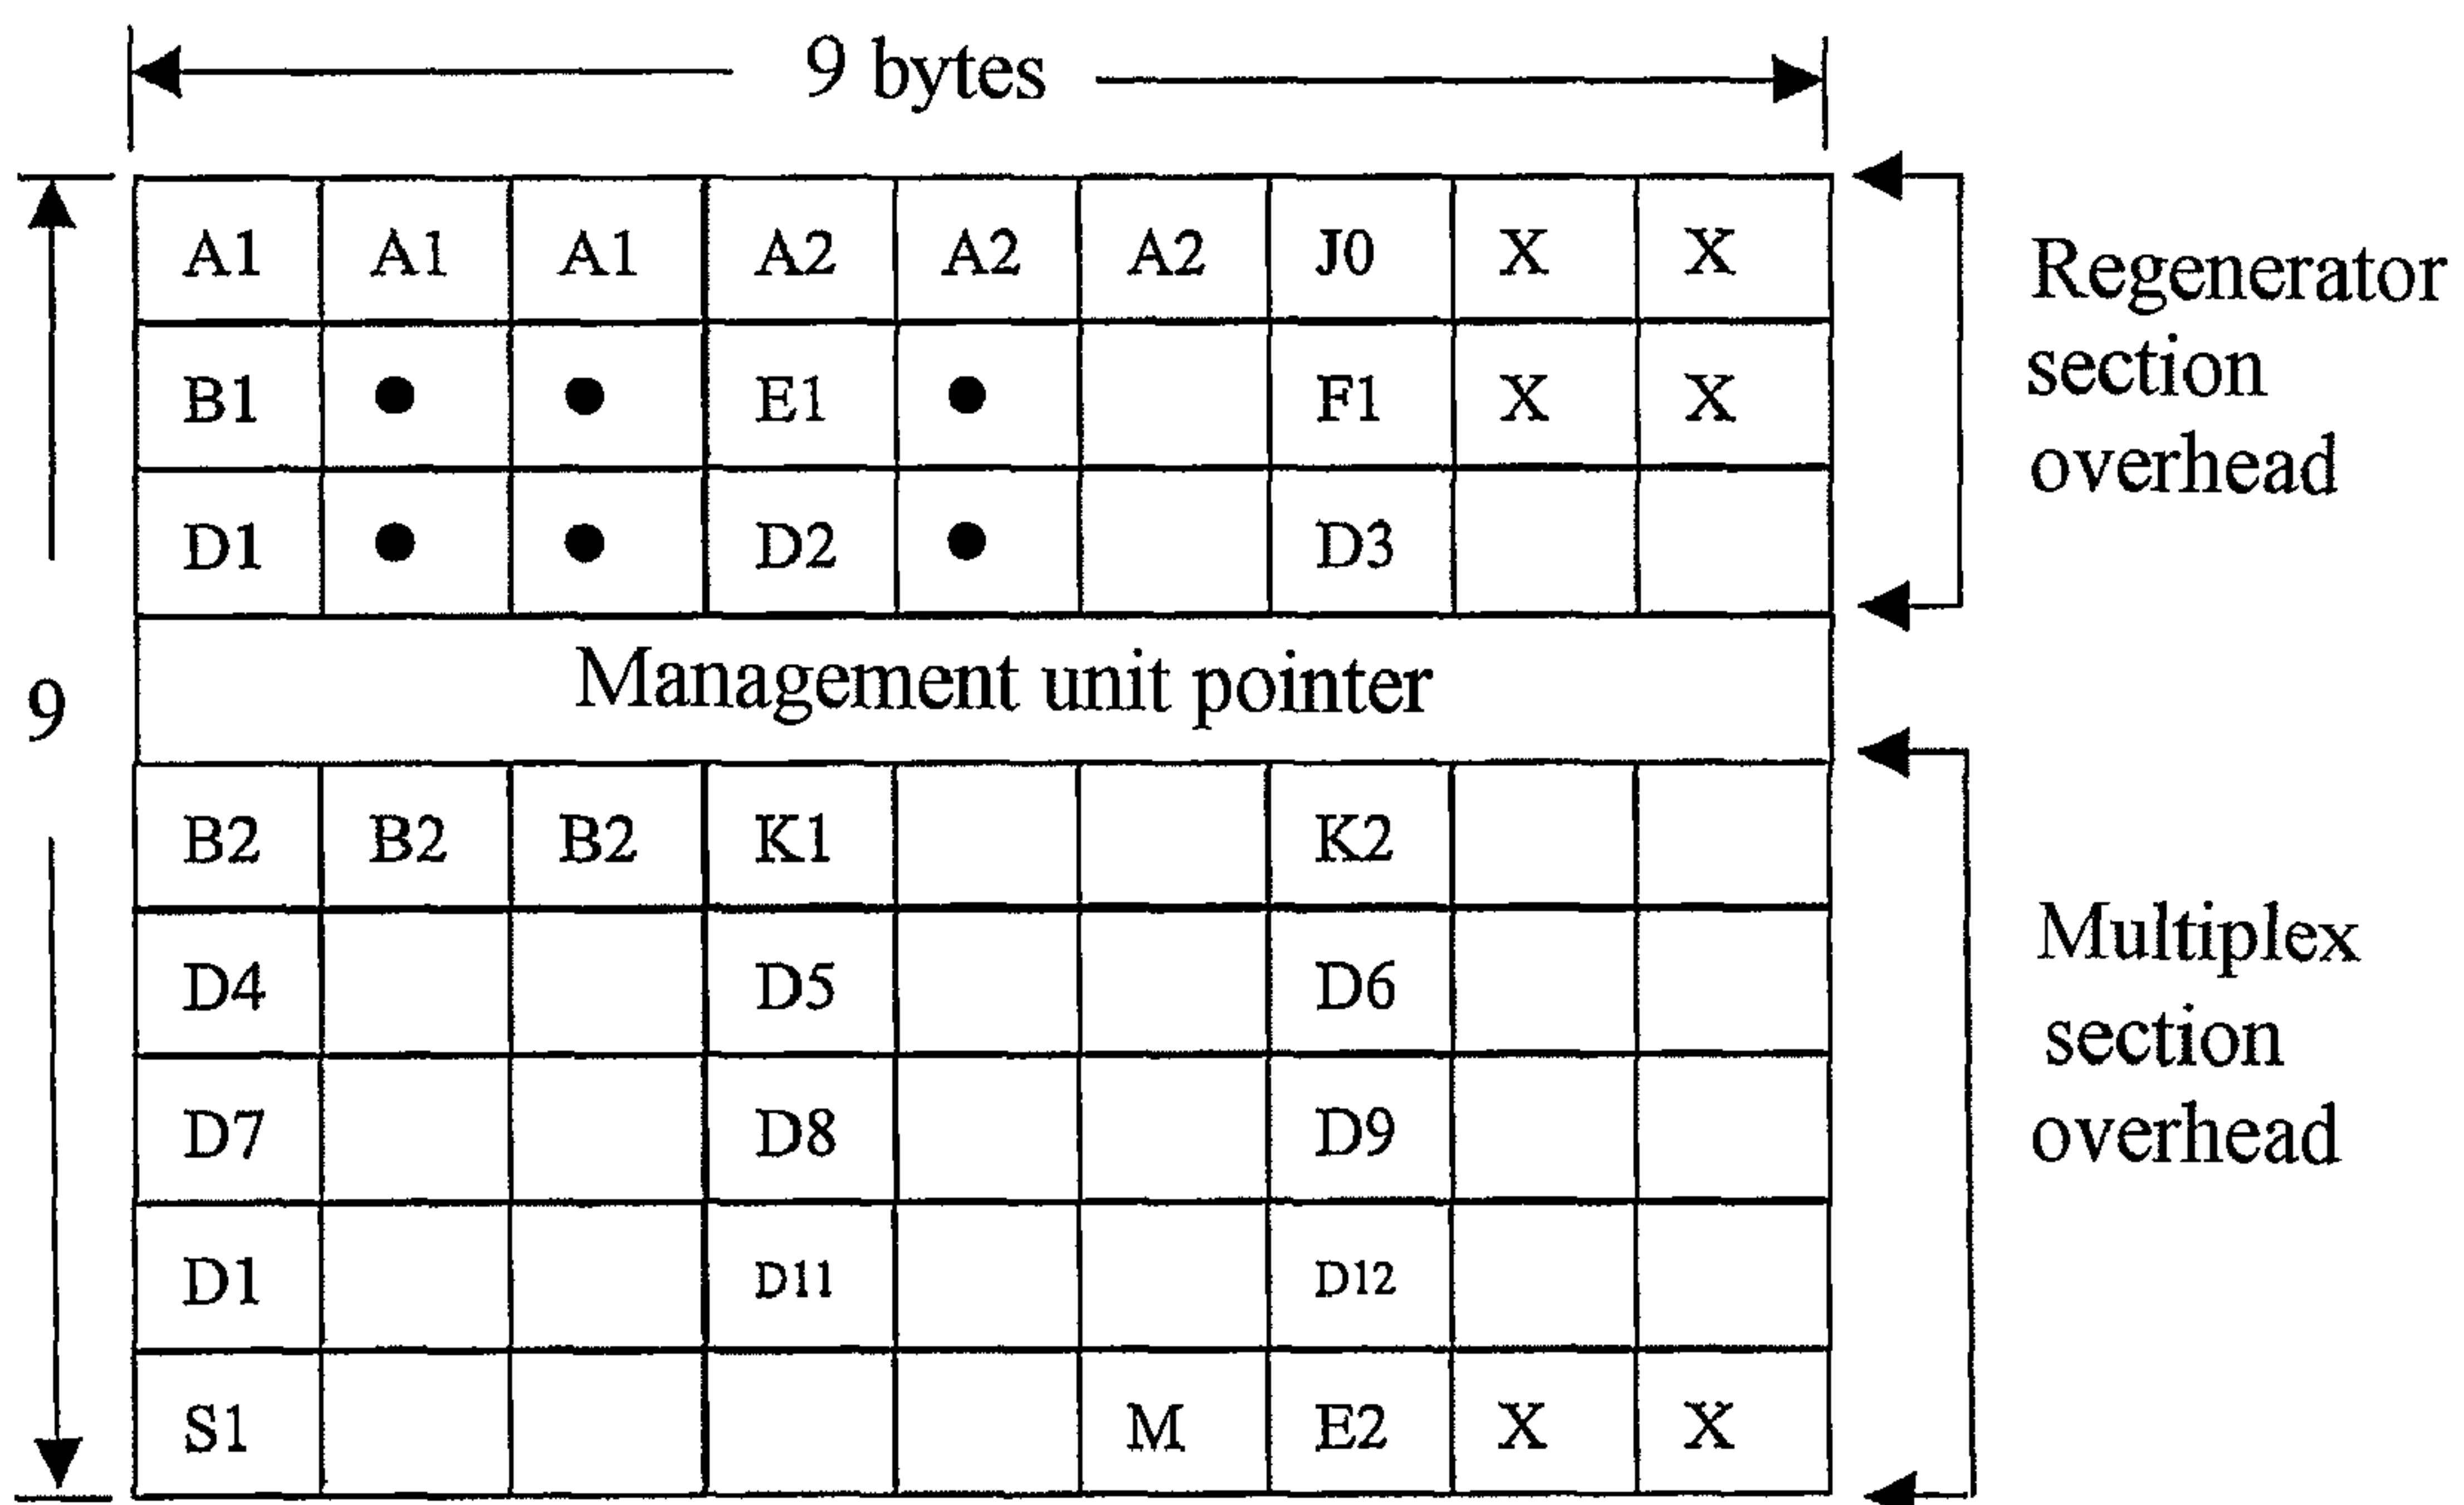 9 bytes
A1 A1 A1 A2 A2 A2 J0 X X
B1 ● ● E1 ● F1 X X
D1 ● ● D2 ● D3
Regenerator
section
overhead
Management unit pointer
9
B2 B2 B2 K1 K2
D4 D5 D6
D7 D8 D9
D1 D11 D12
S1 M E2 X X
Multiplex
section
overhead